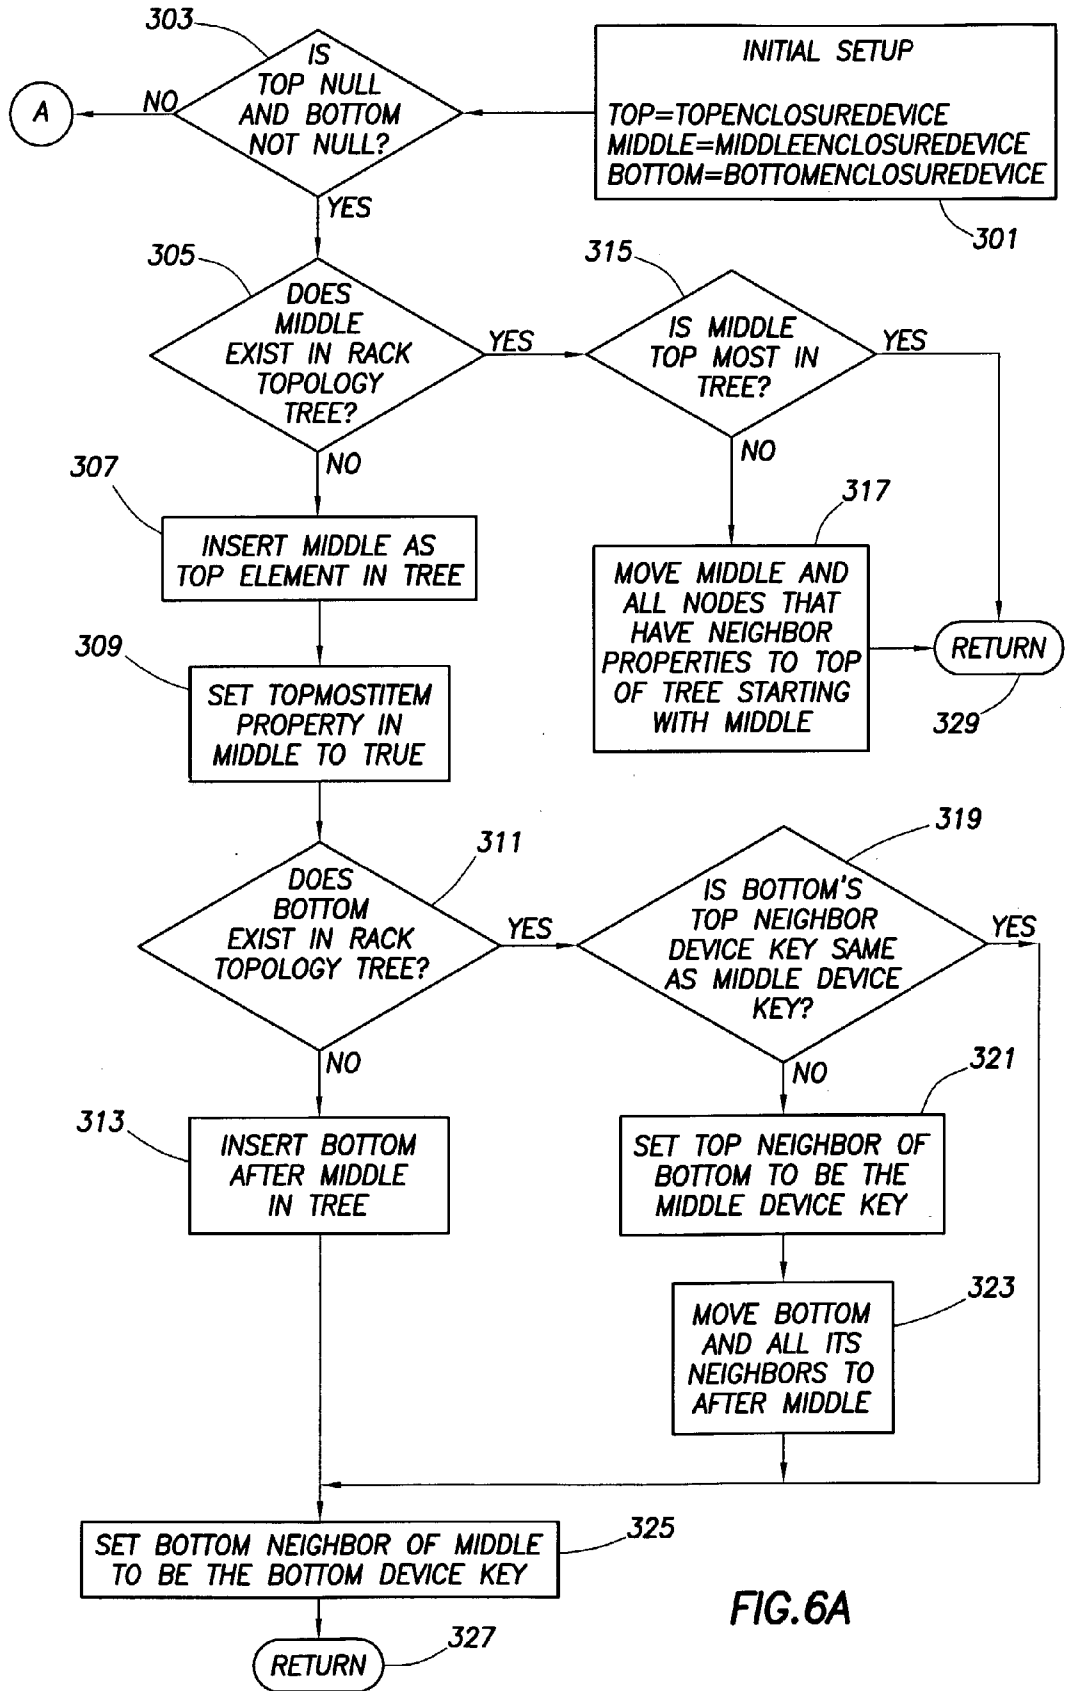 303
IS
TOP NULL
AND BOTTOM
NOT NULL?
NO
A
YES
INITIAL SETUP
TOP=TOPENCLOSUREDEVICE
MIDDLE=MIDDLEENCLOSUREDEVICE
BOTTOM=BOTTOMENCLOSUREDEVICE
301
305
DOES
MIDDLE
EXIST IN RACK
TOPOLOGY
TREE?
YES
NO
315
IS MIDDLE
TOP MOST IN
TREE?
YES
NO
307
INSERT MIDDLE AS
TOP ELEMENT IN TREE
317
MOVE MIDDLE AND
ALL NODES THAT
HAVE NEIGHBOR
PROPERTIES TO TOP
OF TREE STARTING
WITH MIDDLE
RETURN
329
309
SET TOPMOSTITEM
PROPERTY IN
MIDDLE TO TRUE
311
DOES
BOTTOM
EXIST IN RACK
TOPOLOGY TREE?
YES
NO
319
IS BOTTOM'S
TOP NEIGHBOR
DEVICE KEY SAME
AS MIDDLE DEVICE
KEY?
YES
NO
313
INSERT BOTTOM
AFTER MIDDLE
IN TREE
321
SET TOP NEIGHBOR OF
BOTTOM TO BE THE
MIDDLE DEVICE KEY
323
MOVE BOTTOM
AND ALL ITS
NEIGHBORS TO
AFTER MIDDLE
325
SET BOTTOM NEIGHBOR OF MIDDLE
TO BE THE BOTTOM DEVICE KEY
RETURN
327
FIG.6A